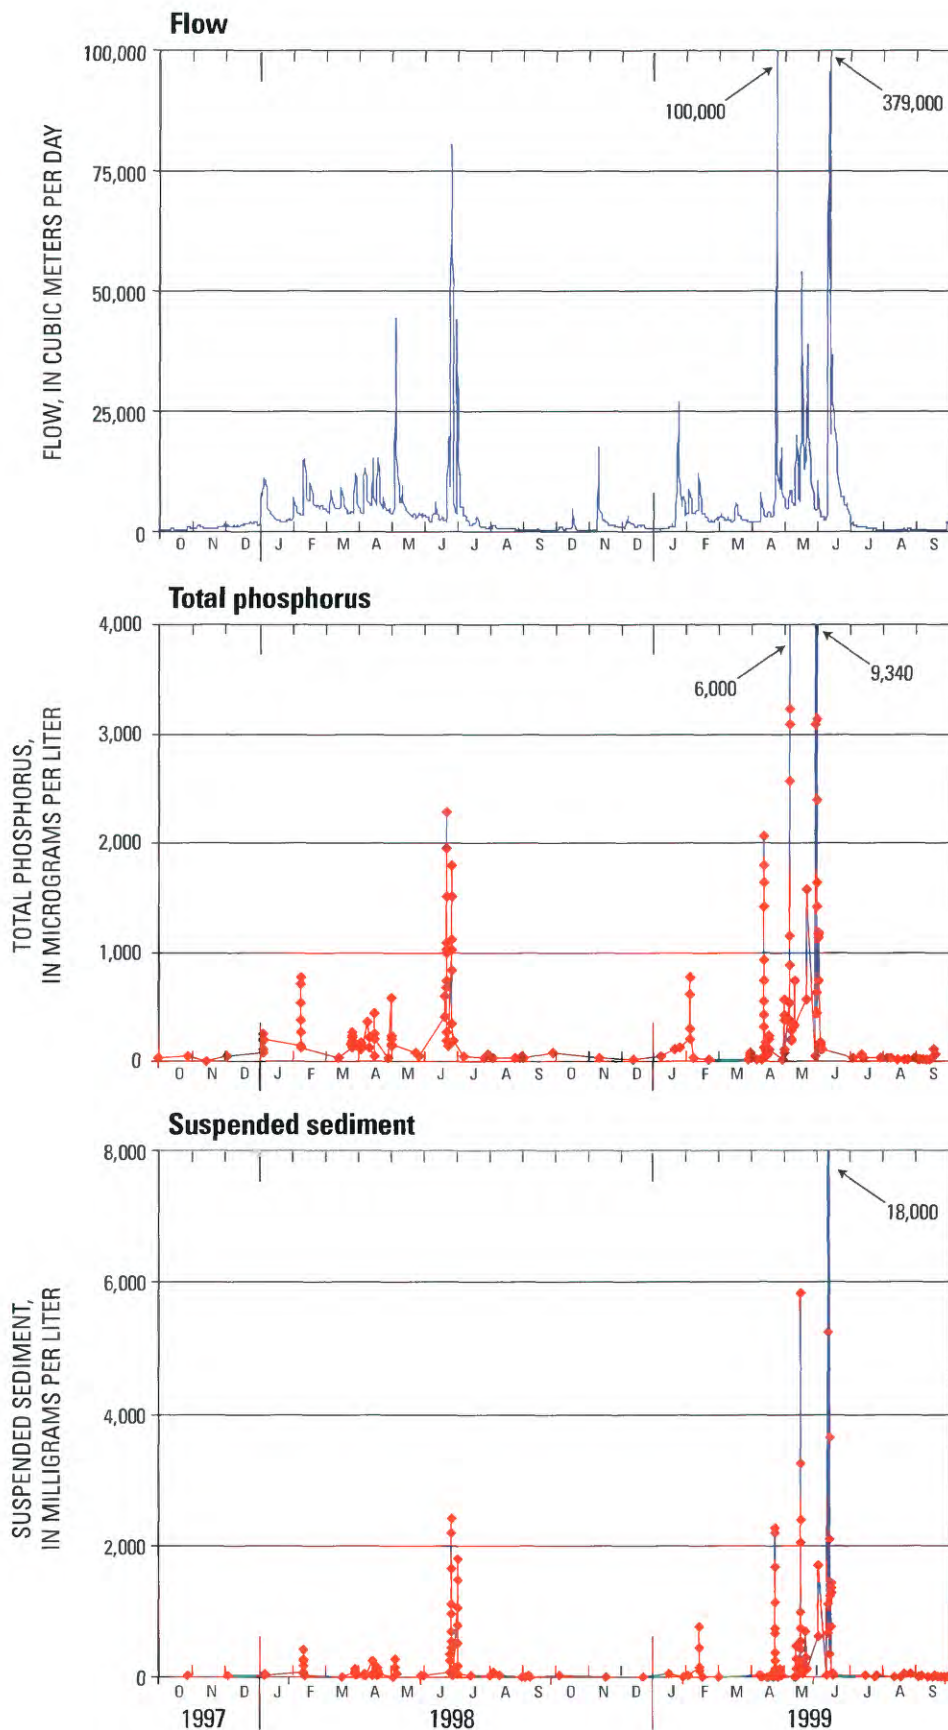 Flow
FLOW, IN CUBIC METERS PER DAY
100,000
75,000
50,000
25,000
0
100,000
379,000
O N D J F M A M J J A S O N D J F M A M J J A S
Total phosphorus
TOTAL PHOSPHORUS,
IN MICROGRAMS PER LITER
4,000
3,000
2,000
1,000
0
6,000
9,340
O N D J F M A M J J A S O N D J F M A M J J A S
Suspended sediment
SUSPENDED SEDIMENT,
IN MILLIGRAMS PER LITER
8,000
6,000
4,000
2,000
0
18,000
O N D J F M A M J J A S O N D J F M A M J J A S
1997 1998 1999